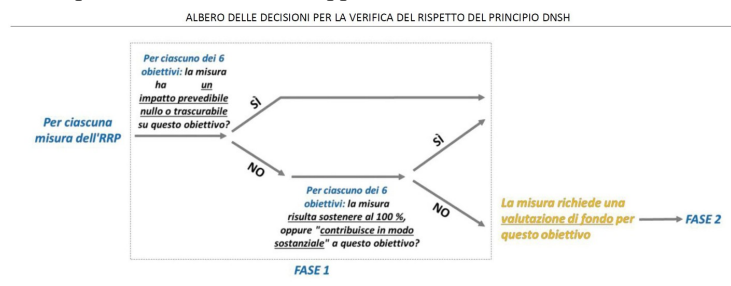 ALBERO DELLE DECISIONI PER LA VERIFICA DEL RISPETTO DEL PRINCIPIO DNSH
Per ciascuno dei 6
obiettivi: la misura
ha un
impatto prevedibile
nullo o trascurabile
su questo obiettivo?
Per ciascuna
misura dell'RRP
SÌ
NO
Per ciascuno dei 6
obiettivi: la misura
risulta sostenere al 100 %,
oppure "contribuisce in modo
sostanziale" a questo obiettivo?
SÌ
NO
La misura richiede una
valutazione di fondo per
questo obiettivo
FASE 2
FASE 1